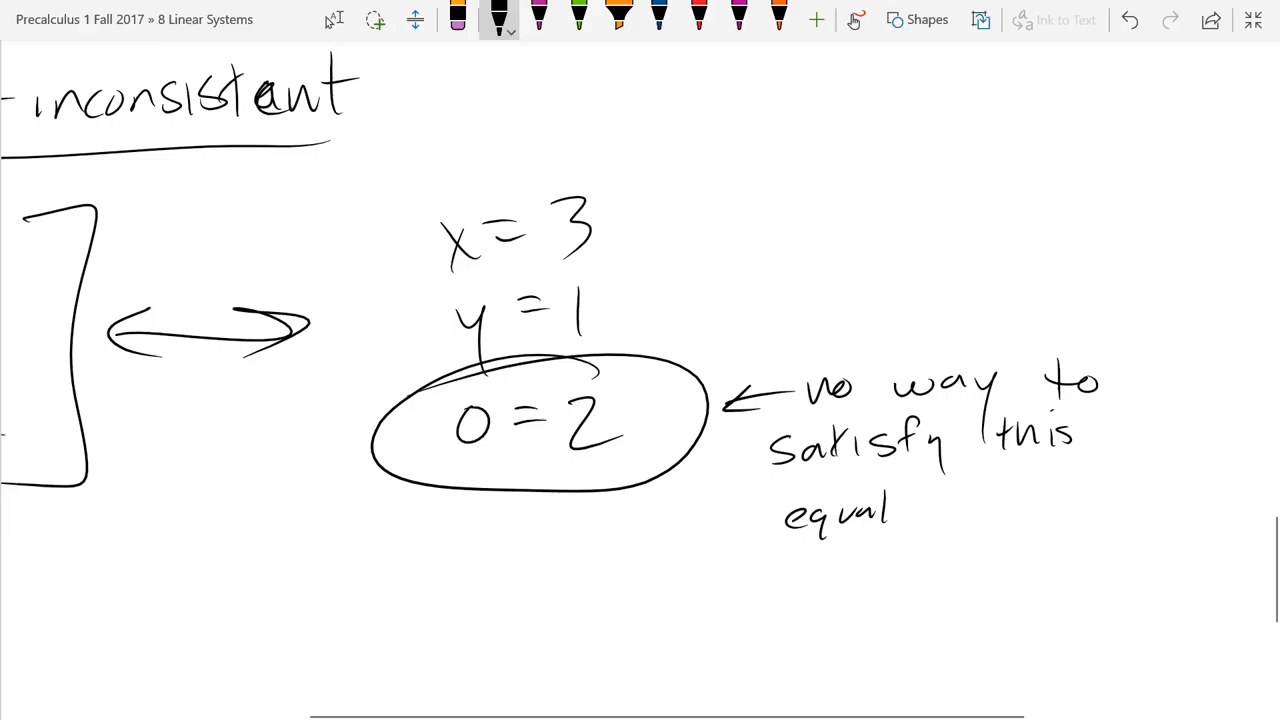 Precalculus 1 Fall 2017 » 8 Linear Systems
Shapes
Ink to Text
- inconsistant
x = 3
y = 1
0 = 2
← no way to
satisfy this
equal